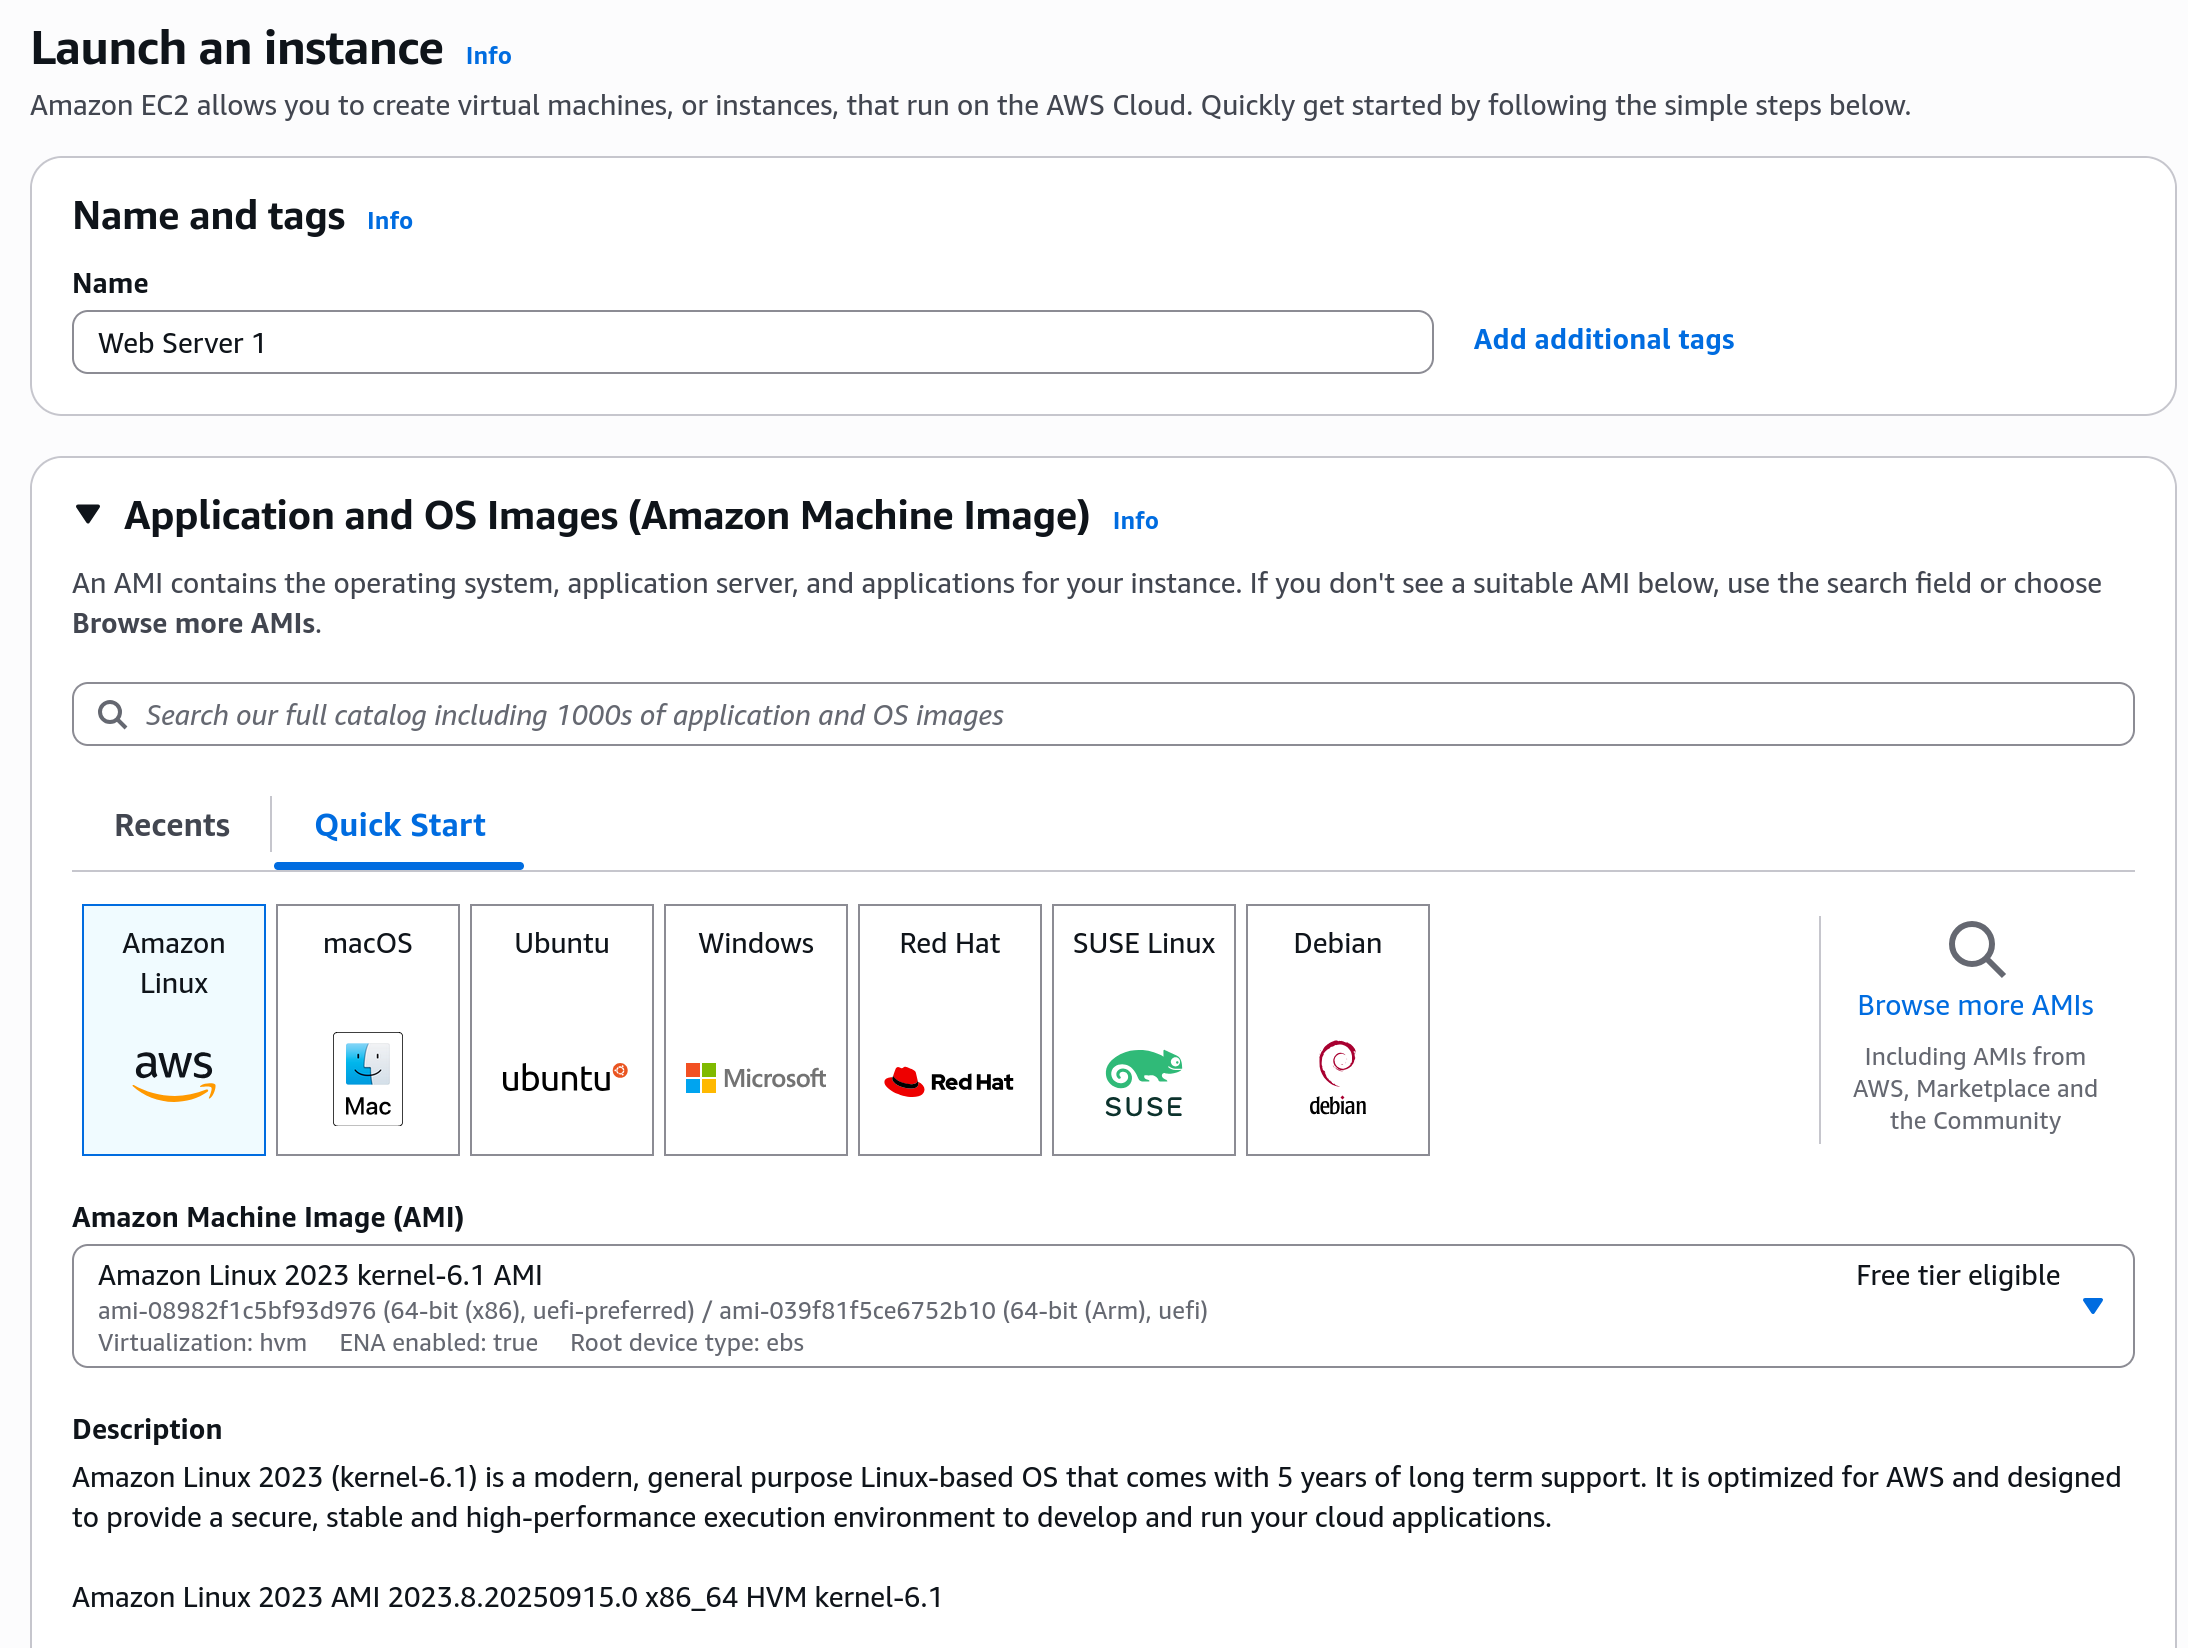 Launch an instance Info
Amazon EC2 allows you to create virtual machines, or instances, that run on the AWS Cloud. Quickly get started by following the simple steps below.
Name and tags Info
Name
Web Server 1
Add additional tags
Application and OS Images (Amazon Machine Image) Info
An AMI contains the operating system, application server, and applications for your instance. If you don't see a suitable AMI below, use the search field or choose
Browse more AMIs.
Search our full catalog including 1000s of application and OS images
Recents
Quick Start
Amazon
Linux
aws
macOS
Mac
Ubuntu
ubuntu
Windows
Microsoft
Red Hat
Red Hat
SUSE Linux
SUSE
Debian
debian
Browse more AMIs
Including AMIs from
AWS, Marketplace and
the Community
Amazon Machine Image (AMI)
Amazon Linux 2023 kernel-6.1 AMI
Free tier eligible
ami-08982f1c5bf93d976 (64-bit (x86), uefi-preferred) / ami-039f81f5ce6752b10 (64-bit (Arm), uefi)
Virtualization: hvm ENA enabled: true Root device type: ebs
Description
Amazon Linux 2023 (kernel-6.1) is a modern, general purpose Linux-based OS that comes with 5 years of long term support. It is optimized for AWS and designed
to provide a secure, stable and high-performance execution environment to develop and run your cloud applications.
Amazon Linux 2023 AMI 2023.8.20250915.0 x86_64 HVM kernel-6.1